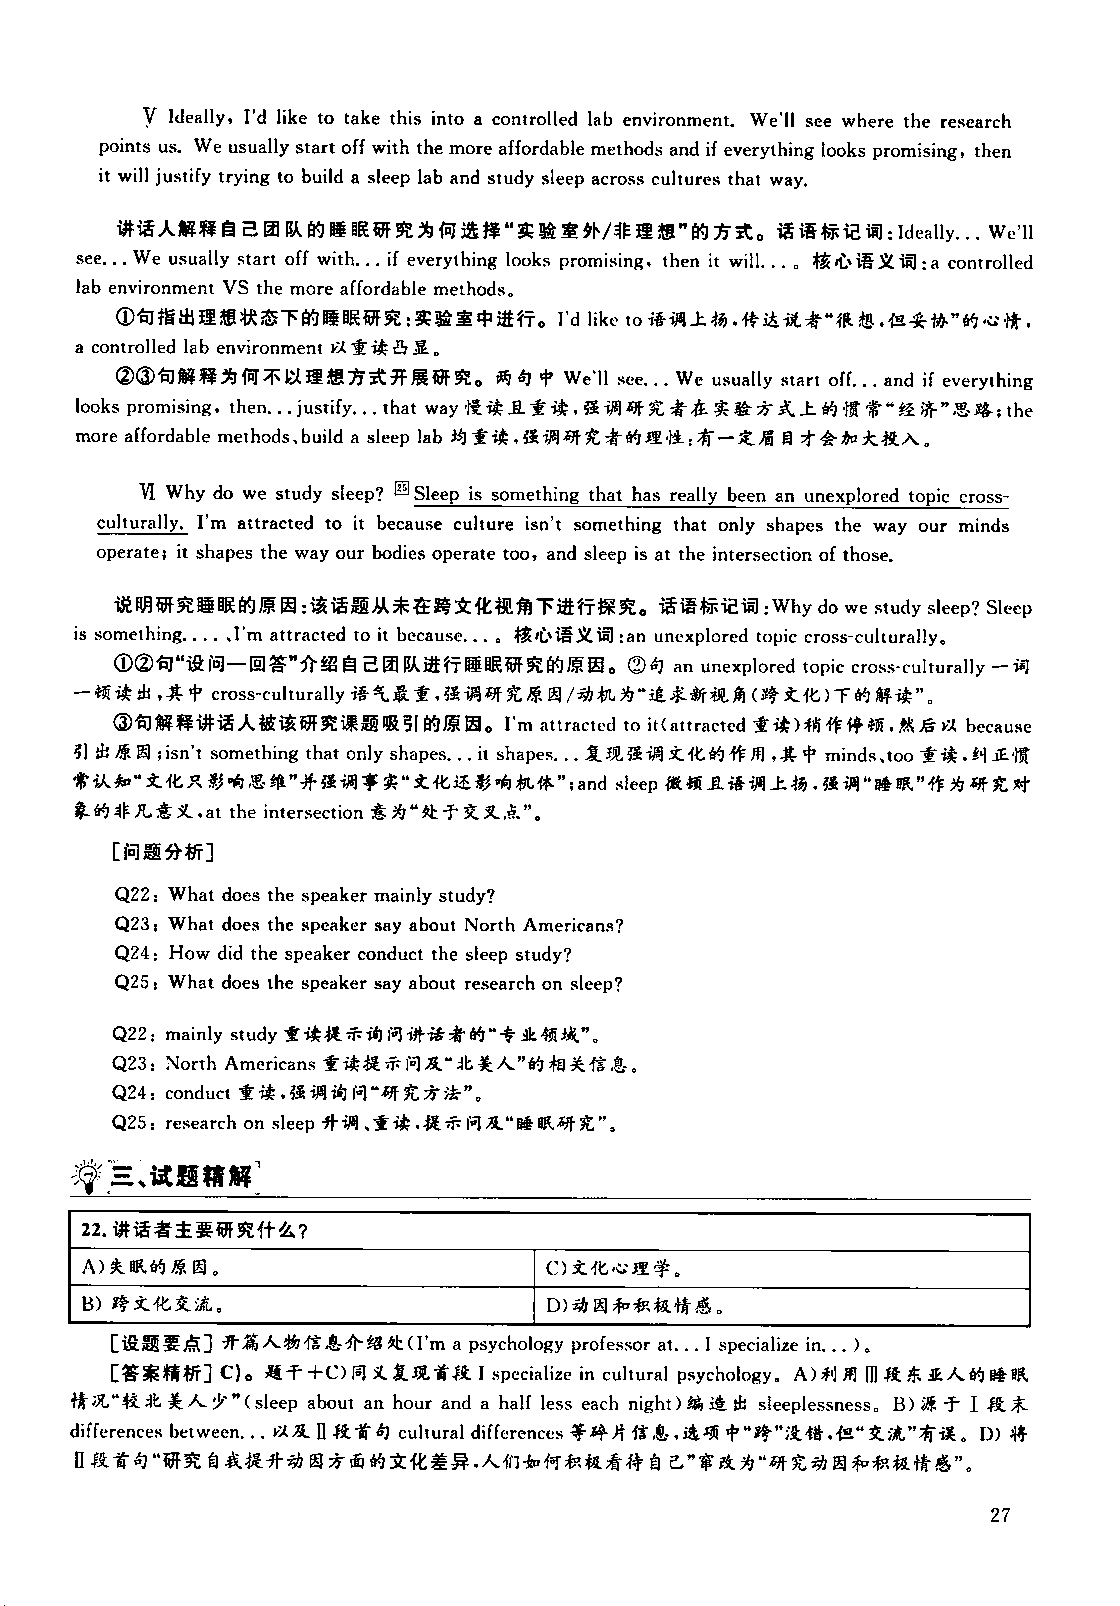 Ⅴ Ideally, I'd like to take this into a controlled lab environment. We'll see where the research
points us. We usually start off with the more affordable methods and if everything looks promising, then
it will justify trying to build a sleep lab and study sleep across cultures that way.
讲话人解释自己团队的睡眠研究为何选择“实验室外/非理想”的方式。话语标记词:Ideally... We'll
see... We usually start off with... if everything looks promising, then it will...。核心语义词:a controlled
lab environment VS the more affordable methods。
①句指出理想状态下的睡眠研究:实验室中进行。I'd like to 语调上扬,传达说者“很想,但妥协”的心情,
a controlled lab environment 以重读凸显。
②③句解释为何不以理想方式开展研究。两句中 We'll see... We usually start off... and if everything
looks promising, then... justify... that way 慢读且重读,强调研究者在实验方式上的惯常“经济”思路;the
more affordable methods、build a sleep lab 均重读,强调研究者的理性:有一定眉目才会加大投入。
Ⅵ Why do we study sleep? [25] Sleep is something that has really been an unexplored topic cross-
culturally. I'm attracted to it because culture isn't something that only shapes the way our minds
operate; it shapes the way our bodies operate too, and sleep is at the intersection of those.
说明研究睡眠的原因:该话题从未在跨文化视角下进行探究。话语标记词:Why do we study sleep? Sleep
is something.....、I'm attracted to it because...。核心语义词:an unexplored topic cross-culturally。
①②句“设问—回答”介绍自己团队进行睡眠研究的原因。②句 an unexplored topic cross-culturally 一词
一顿读出,其中 cross-culturally 语气最重,强调研究原因/动机为“追求新视角(跨文化)下的解读”。
③句解释讲话人被该研究课题吸引的原因。I'm attracted to it(attracted 重读)稍作停顿,然后以 because
引出原因;isn't something that only shapes... it shapes... 复现强调文化的作用,其中 minds、too 重读,纠正惯
常认知“文化只影响思维”并强调事实“文化还影响机体”;and sleep 微顿且语调上扬,强调“睡眠”作为研究对
象的非凡意义,at the intersection 意为“处于交叉点”。
[问题分析]
Q22: What does the speaker mainly study?
Q23: What does the speaker say about North Americans?
Q24: How did the speaker conduct the sleep study?
Q25: What does the speaker say about research on sleep?
Q22: mainly study 重读提示询问讲话者的“专业领域”。
Q23: North Americans 重读提示问及“北美人”的相关信息。
Q24: conduct 重读,强调询问“研究方法”。
Q25: research on sleep 升调、重读,提示问及“睡眠研究”。
三、试题精解
22. 讲话者主要研究什么?
A)失眠的原因。 C)文化心理学。
B) 跨文化交流。 D)动因和积极情感。
[设题要点] 开篇人物信息介绍处(I'm a psychology professor at... I specialize in...)。
[答案精析] C)。题干+C)同义复现首段 I specialize in cultural psychology。A)利用Ⅲ段东亚人的睡眠
情况“较北美人少”(sleep about an hour and a half less each night)编造出 sleeplessness。B)源于Ⅰ段末
differences between... 以及Ⅱ段首句 cultural differences 等碎片信息,选项中“跨”没错,但“交流”有误。D)将
Ⅱ段首句“研究自我提升动因方面的文化差异,人们如何积极看待自己”窜改为“研究动因和积极情感”。
27